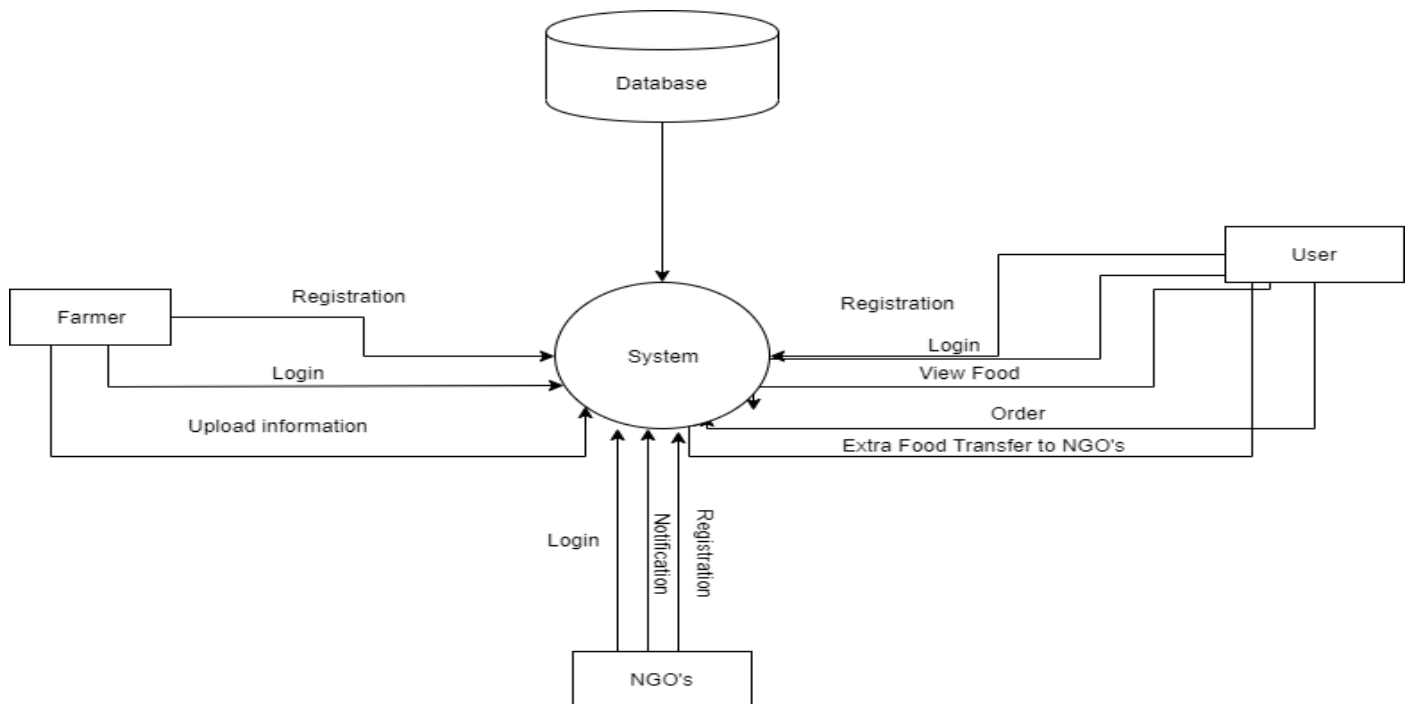 Database
User
Registration
Registration
Farmer
System
Login
Login
View Food
Order
Upload information
Extra Food Transfer to NGO's
Login
Notification
Registration
NGO's